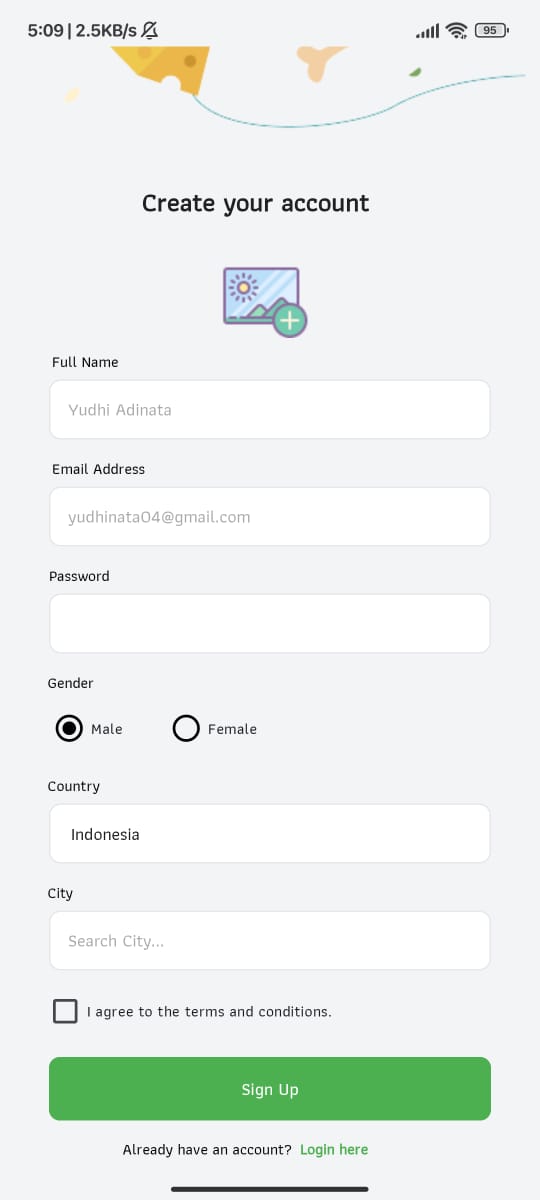 5:09 | 2.5KB/s 95
Create your account
Full Name
Yudhi Adinata
Email Address
yudhinata04@gmail.com
Password
Gender
Male Female
Country
Indonesia
City
Search City...
I agree to the terms and conditions.
Sign Up
Already have an account? Login here